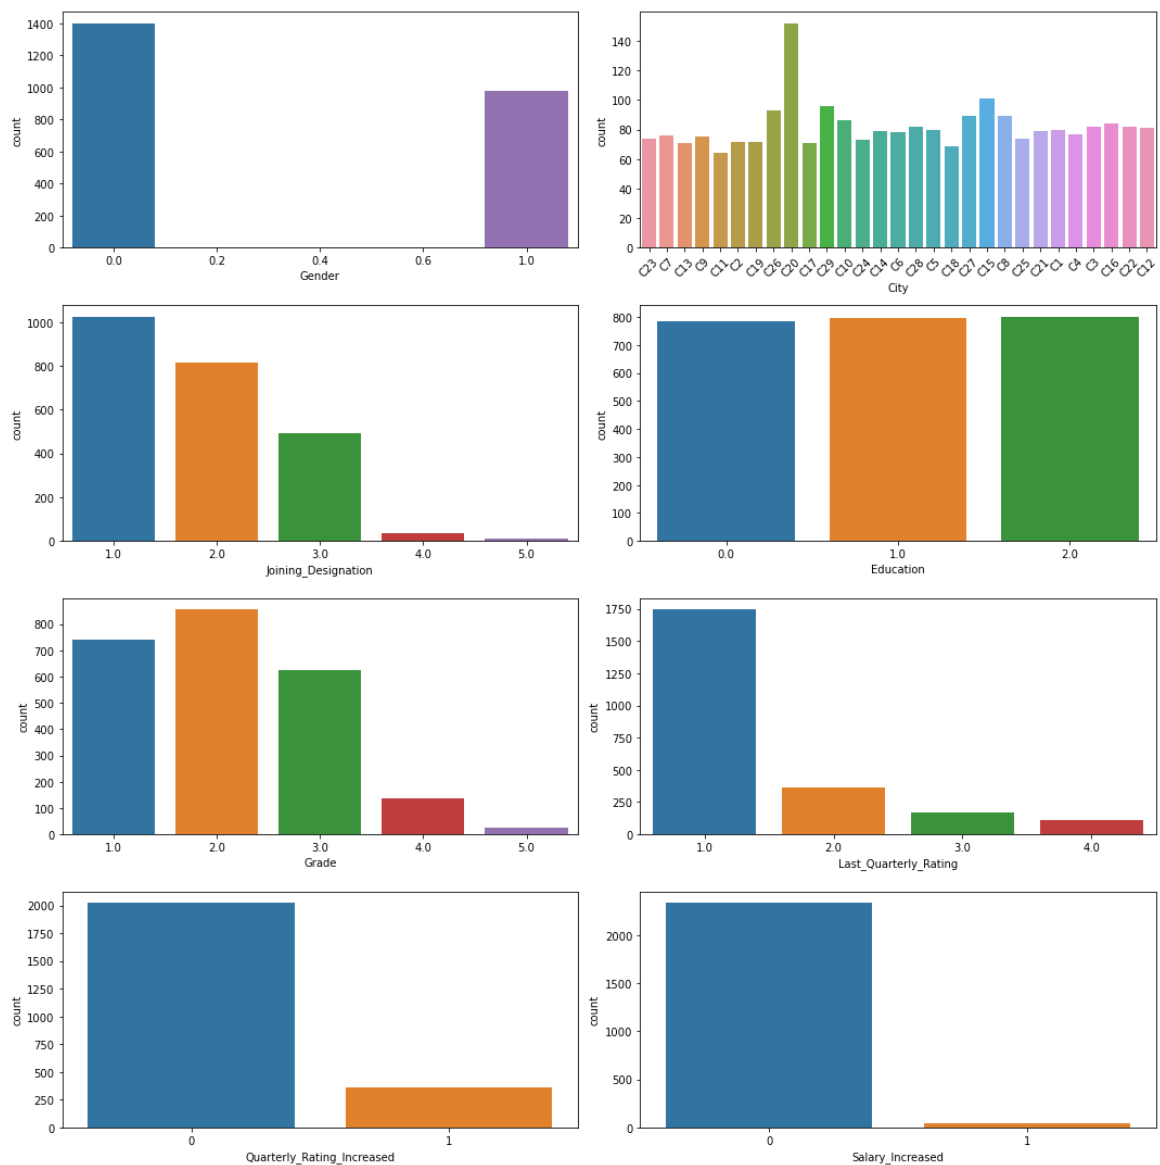 1400
1200
1000
800
600
400
200
0
count
0.0 0.2 0.4 0.6 1.0
Gender
140
120
100
80
60
40
20
0
count
C23 C7 C13 C9 C11 C2 C19 C26 C20 C17 C29 C10 C24 C14 C6 C28 C5 C18 C27 C15 C8 C25 C21 C1 C4 C3 C16 C22 C12
City
1000
800
600
400
200
0
count
1.0 2.0 3.0 4.0 5.0
Joining_Designation
800
700
600
500
400
300
200
100
0
count
0.0 1.0 2.0
Education
800
700
600
500
400
300
200
100
0
count
1.0 2.0 3.0 4.0 5.0
Grade
1750
1500
1250
1000
750
500
250
0
count
1.0 2.0 3.0 4.0
Last_Quarterly_Rating
2000
1750
1500
1250
1000
750
500
250
0
count
0 1
Quarterly_Rating_Increased
2000
1500
1000
500
0
count
0 1
Salary_Increased